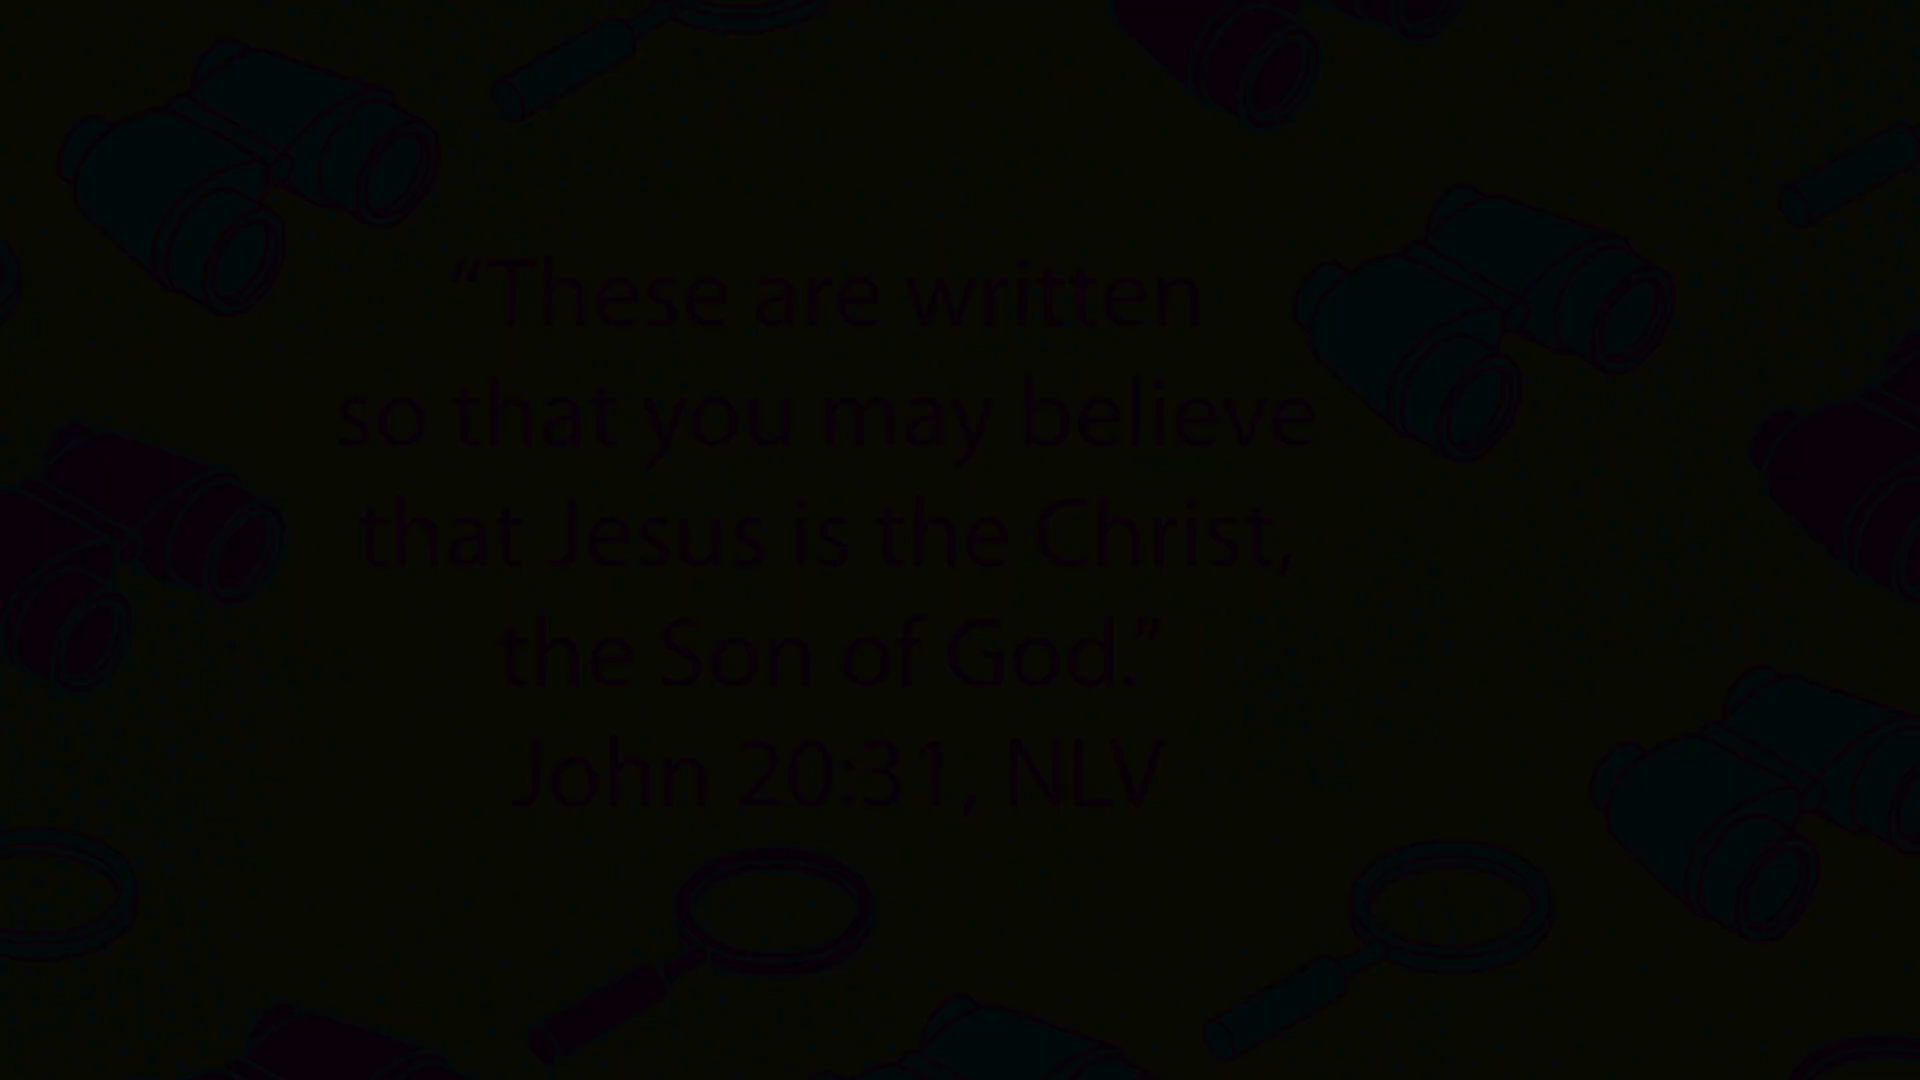 “These are written
so that you may believe
that Jesus is the Christ,
the Son of God.”
John 20:31, NLV